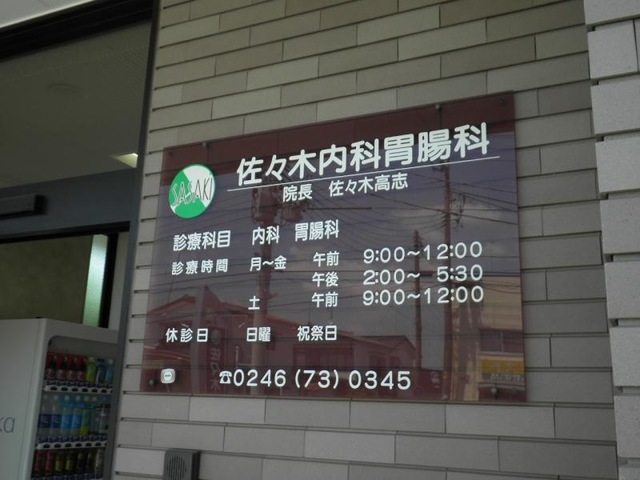 佐々木内科胃腸科
SASAKI
院長 佐々木高志
診療科目 内科 胃腸科
診療時間 月～金 午前 9:00～12:00
午後 2:00～5:30
土 午前 9:00～12:00
休診日 日曜 祝祭日
☎0246(73)0345